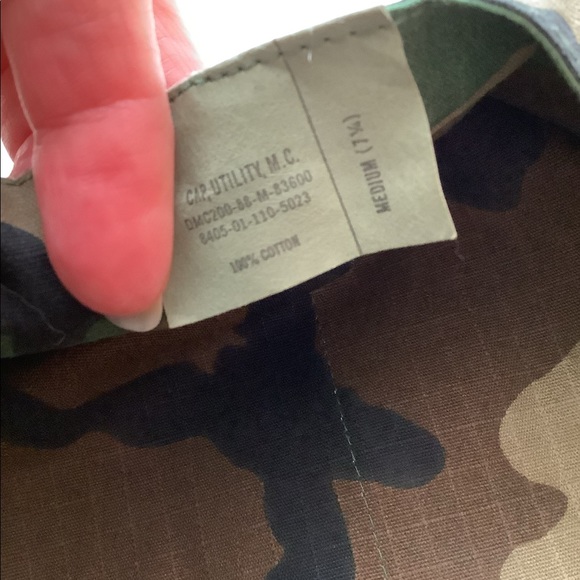 CAP, UTILITY, M.C.
DMC200-88-M-83600
8405-01-110-5023
100% COTTON
MEDIUM (7¼)